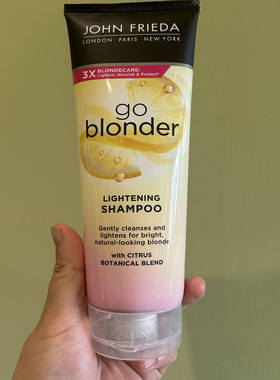 JOHN FRIEDA
LONDON PARIS NEW YORK
3X BLONDECARE:
Lighten, Nourish & Protect*
go
blonder
LIGHTENING
SHAMPOO
Gently cleanses and
lightens for bright,
natural-looking blonde
with CITRUS
BOTANICAL BLEND